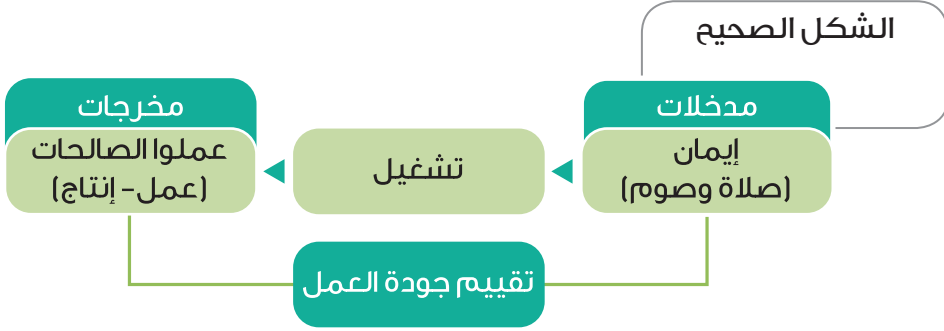 الشكل الصحيح
مدخلات
إيمان
(صلاة وصوم)
تشغيل
مخرجات
عملوا الصالحات
(عمل- إنتاج)
تقييم جودة العمل